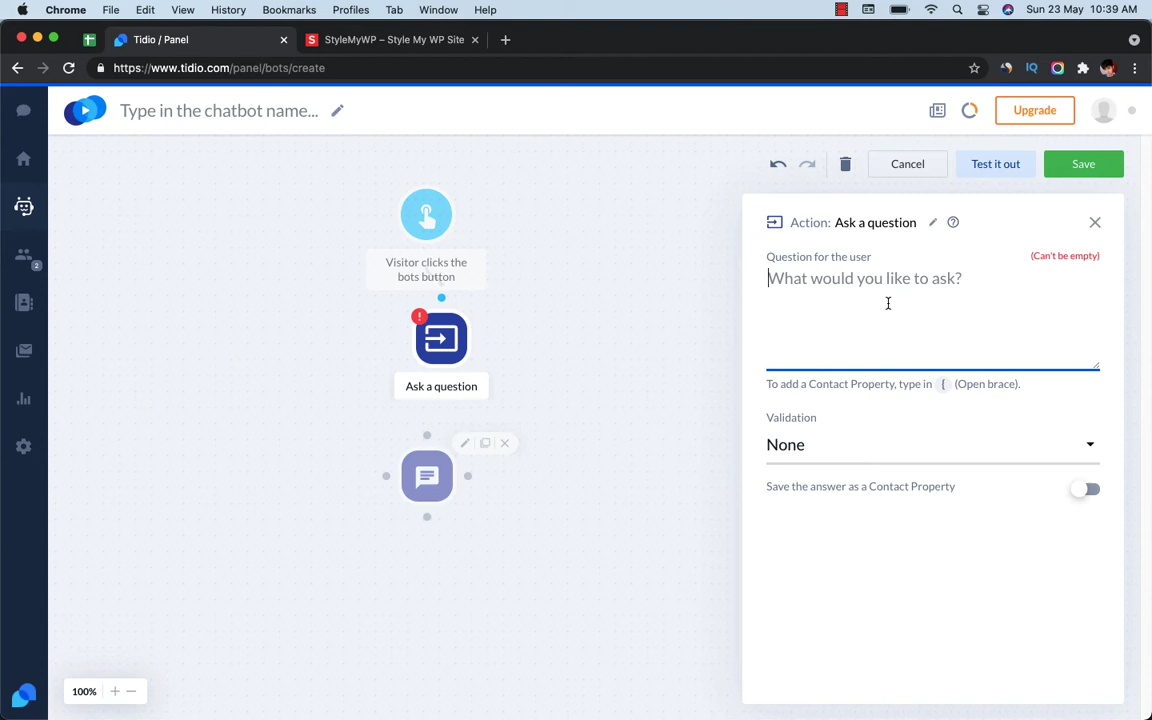 Chrome File Edit View History Bookmarks Profiles Tab Window Help Sun 23 May 10:39 AM
Tidio / Panel
S StyleMyWP – Style My WP Site
https://www.tidio.com/panel/bots/create
IQ
Type in the chatbot name...
Upgrade
Cancel
Test it out
Save
Action: Ask a question
Visitor clicks the
bots button
Question for the user
(Can't be empty)
What would you like to ask?
2
!
Ask a question
To add a Contact Property, type in { (Open brace).
Validation
None
Save the answer as a Contact Property
100%